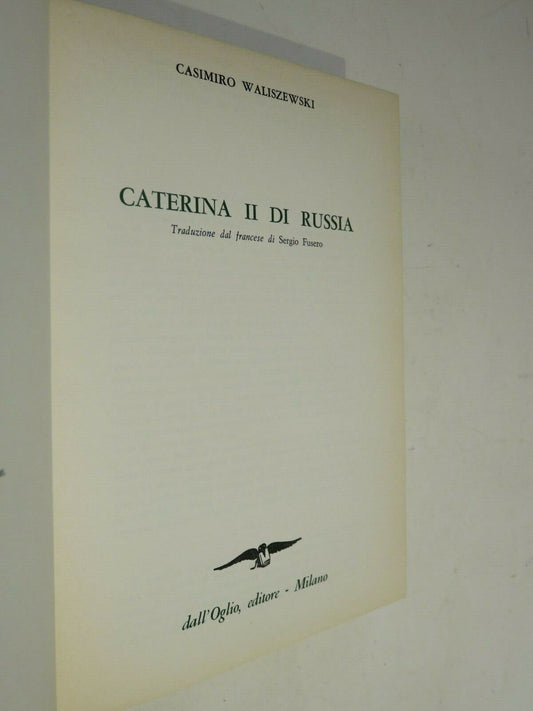 CASIMIRO WALISZEWSKI
CATERINA II DI RUSSIA
Traduzione dal francese di Sergio Fusero
dall'Oglio, editore - Milano